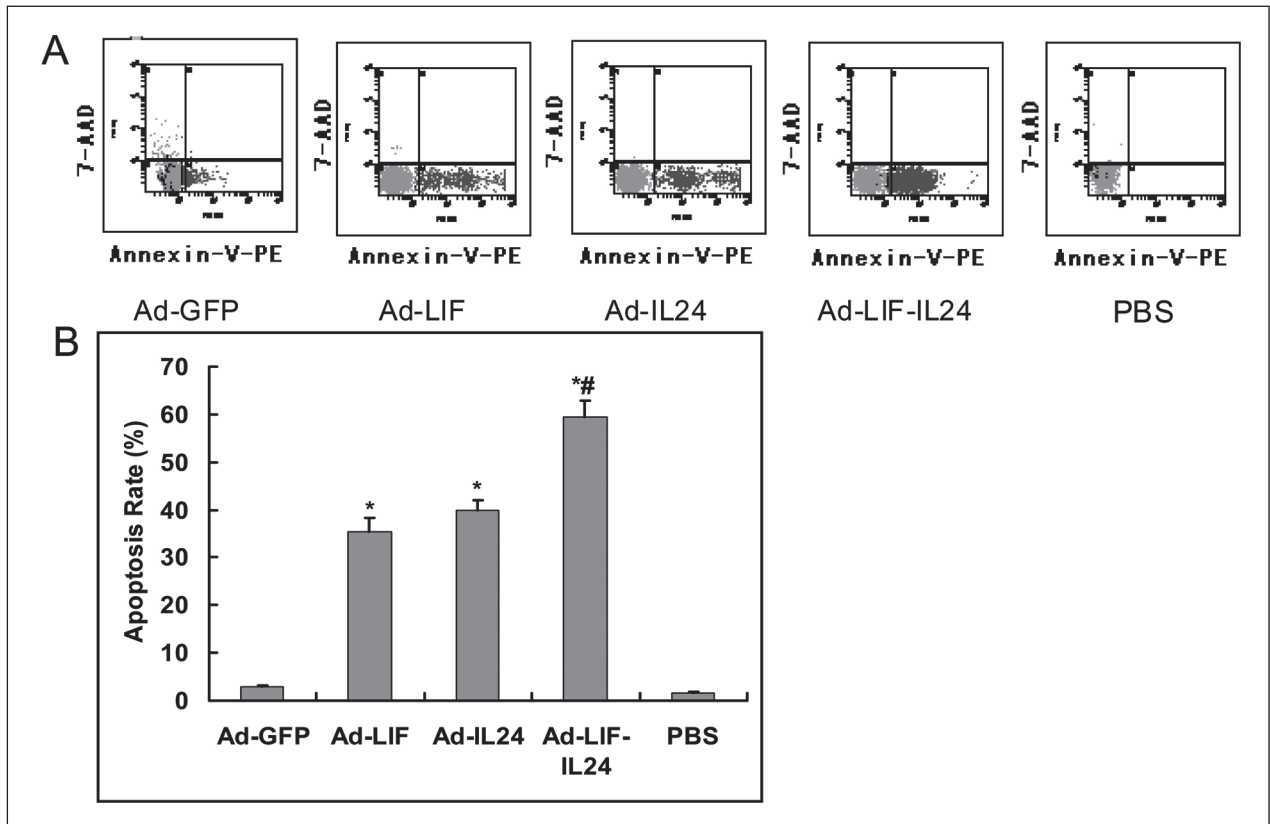 A
7-AAD
7-AAD
7-AAD
7-AAD
7-AAD
Annexin-V-PE
Annexin-V-PE
Annexin-V-PE
Annexin-V-PE
Annexin-V-PE
Ad-GFP
Ad-LIF
Ad-IL24
Ad-LIF-IL24
PBS
B
Apoptosis Rate (%)
70
60
50
40
30
20
10
0
*
*
*#
Ad-GFP
Ad-LIF
Ad-IL24
Ad-LIF-
IL24
PBS